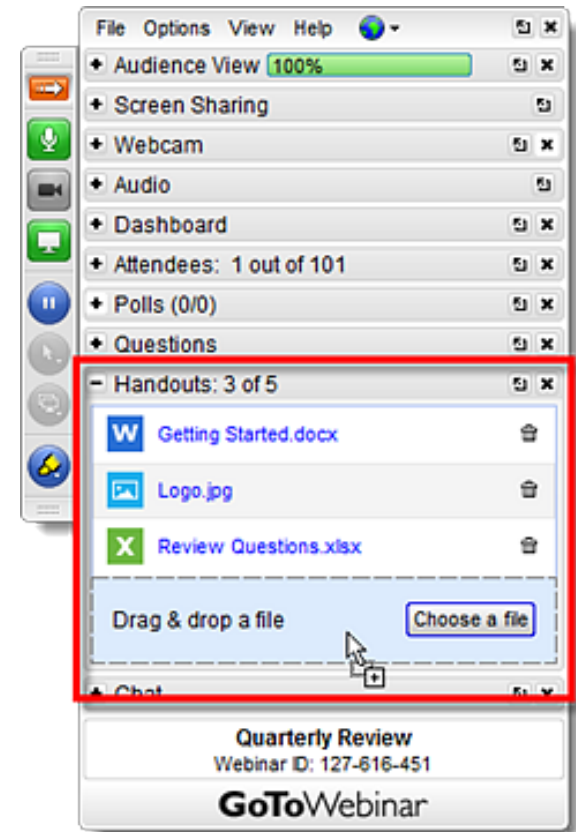 File Options View Help
Audience View 100%
Screen Sharing
Webcam
Audio
Dashboard
Attendees: 1 out of 101
Polls (0/0)
Questions
Handouts: 3 of 5
W Getting Started.docx
Logo.jpg
X Review Questions.xlsx
Drag & drop a file Choose a file
Chat
Quarterly Review
Webinar ID: 127-616-451
GoToWebinar